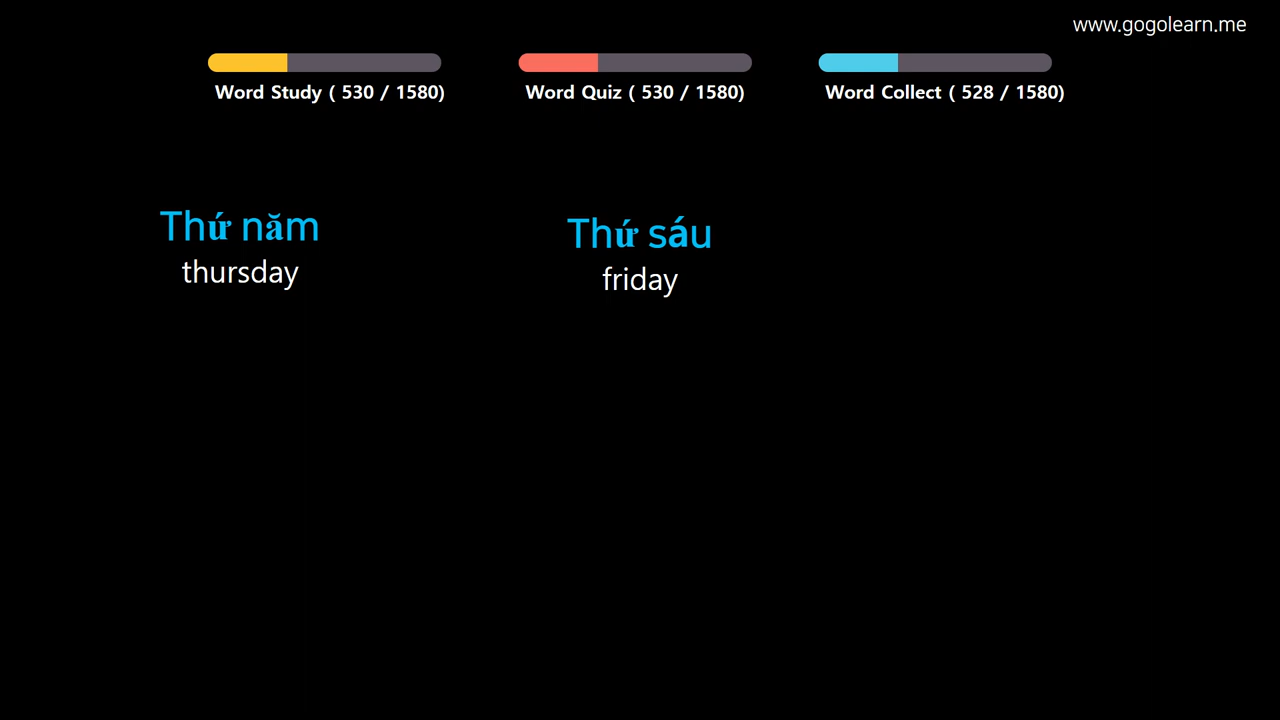 www.gogolearn.me
Word Study ( 530 / 1580)
Word Quiz ( 530 / 1580)
Word Collect ( 528 / 1580)
Thứ năm
thursday
Thứ sáu
friday